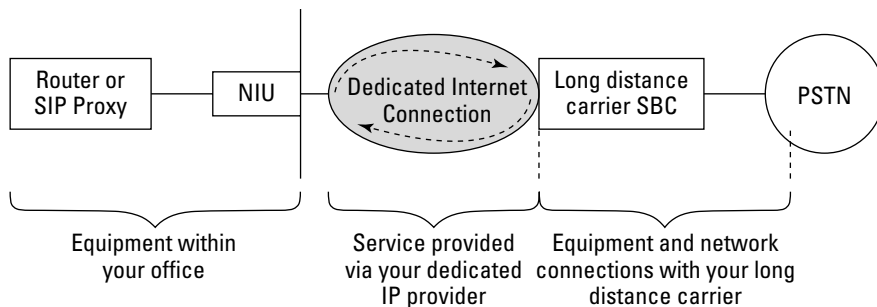 Router or
SIP Proxy
NIU
Dedicated Internet
Connection
Long distance
carrier SBC
PSTN
Equipment within
your office
Service provided
via your dedicated
IP provider
Equipment and network
connections with your long
distance carrier